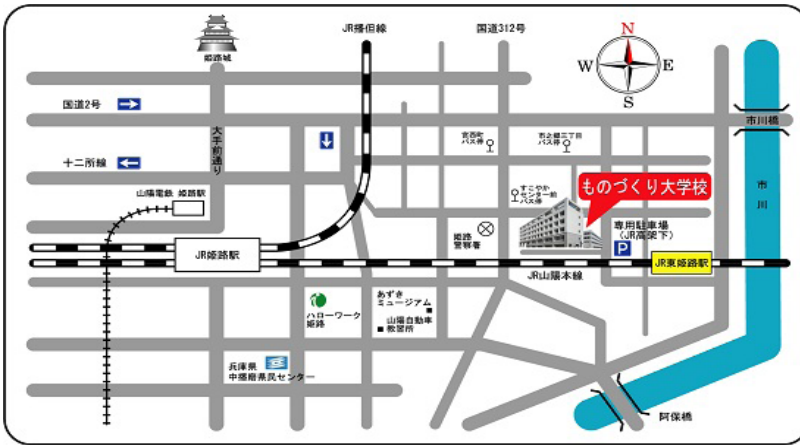 JR播但線
国道312号
N
W
E
S
姫路城
国道2号
市川橋
大手前通り
宮西町
バス停
市之郷三丁目
バス停
十二所線
山陽電鉄 姫路駅
すこやか
センター前
バス停
ものづくり大学校
市川
姫路
警察署
専用駐車場
(JR高架下)
P
JR姫路駅
JR東姫路駅
JR山陽本線
ハローワーク
姫路
あずき
ミュージアム
山陽自動車
教習所
兵庫県
中播磨県民センター
阿保橋